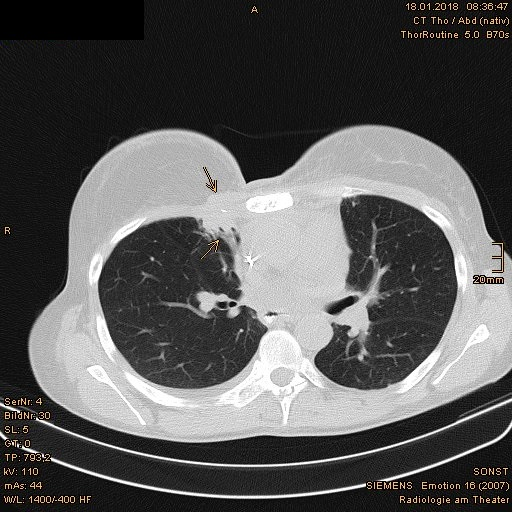 A
18.01.2018 08:36:47
CT Tho / Abd (nativ)
ThorRoutine 5.0 B70s
R
20mm
SerNr: 4
BildNr: 30
SL: 5
GT: 0
TP: 793,2
kV: 110
mAs: 44
W/L: 1400/-400 HF
SONST
SIEMENS Emotion 16 (2007)
Radiologie am Theater